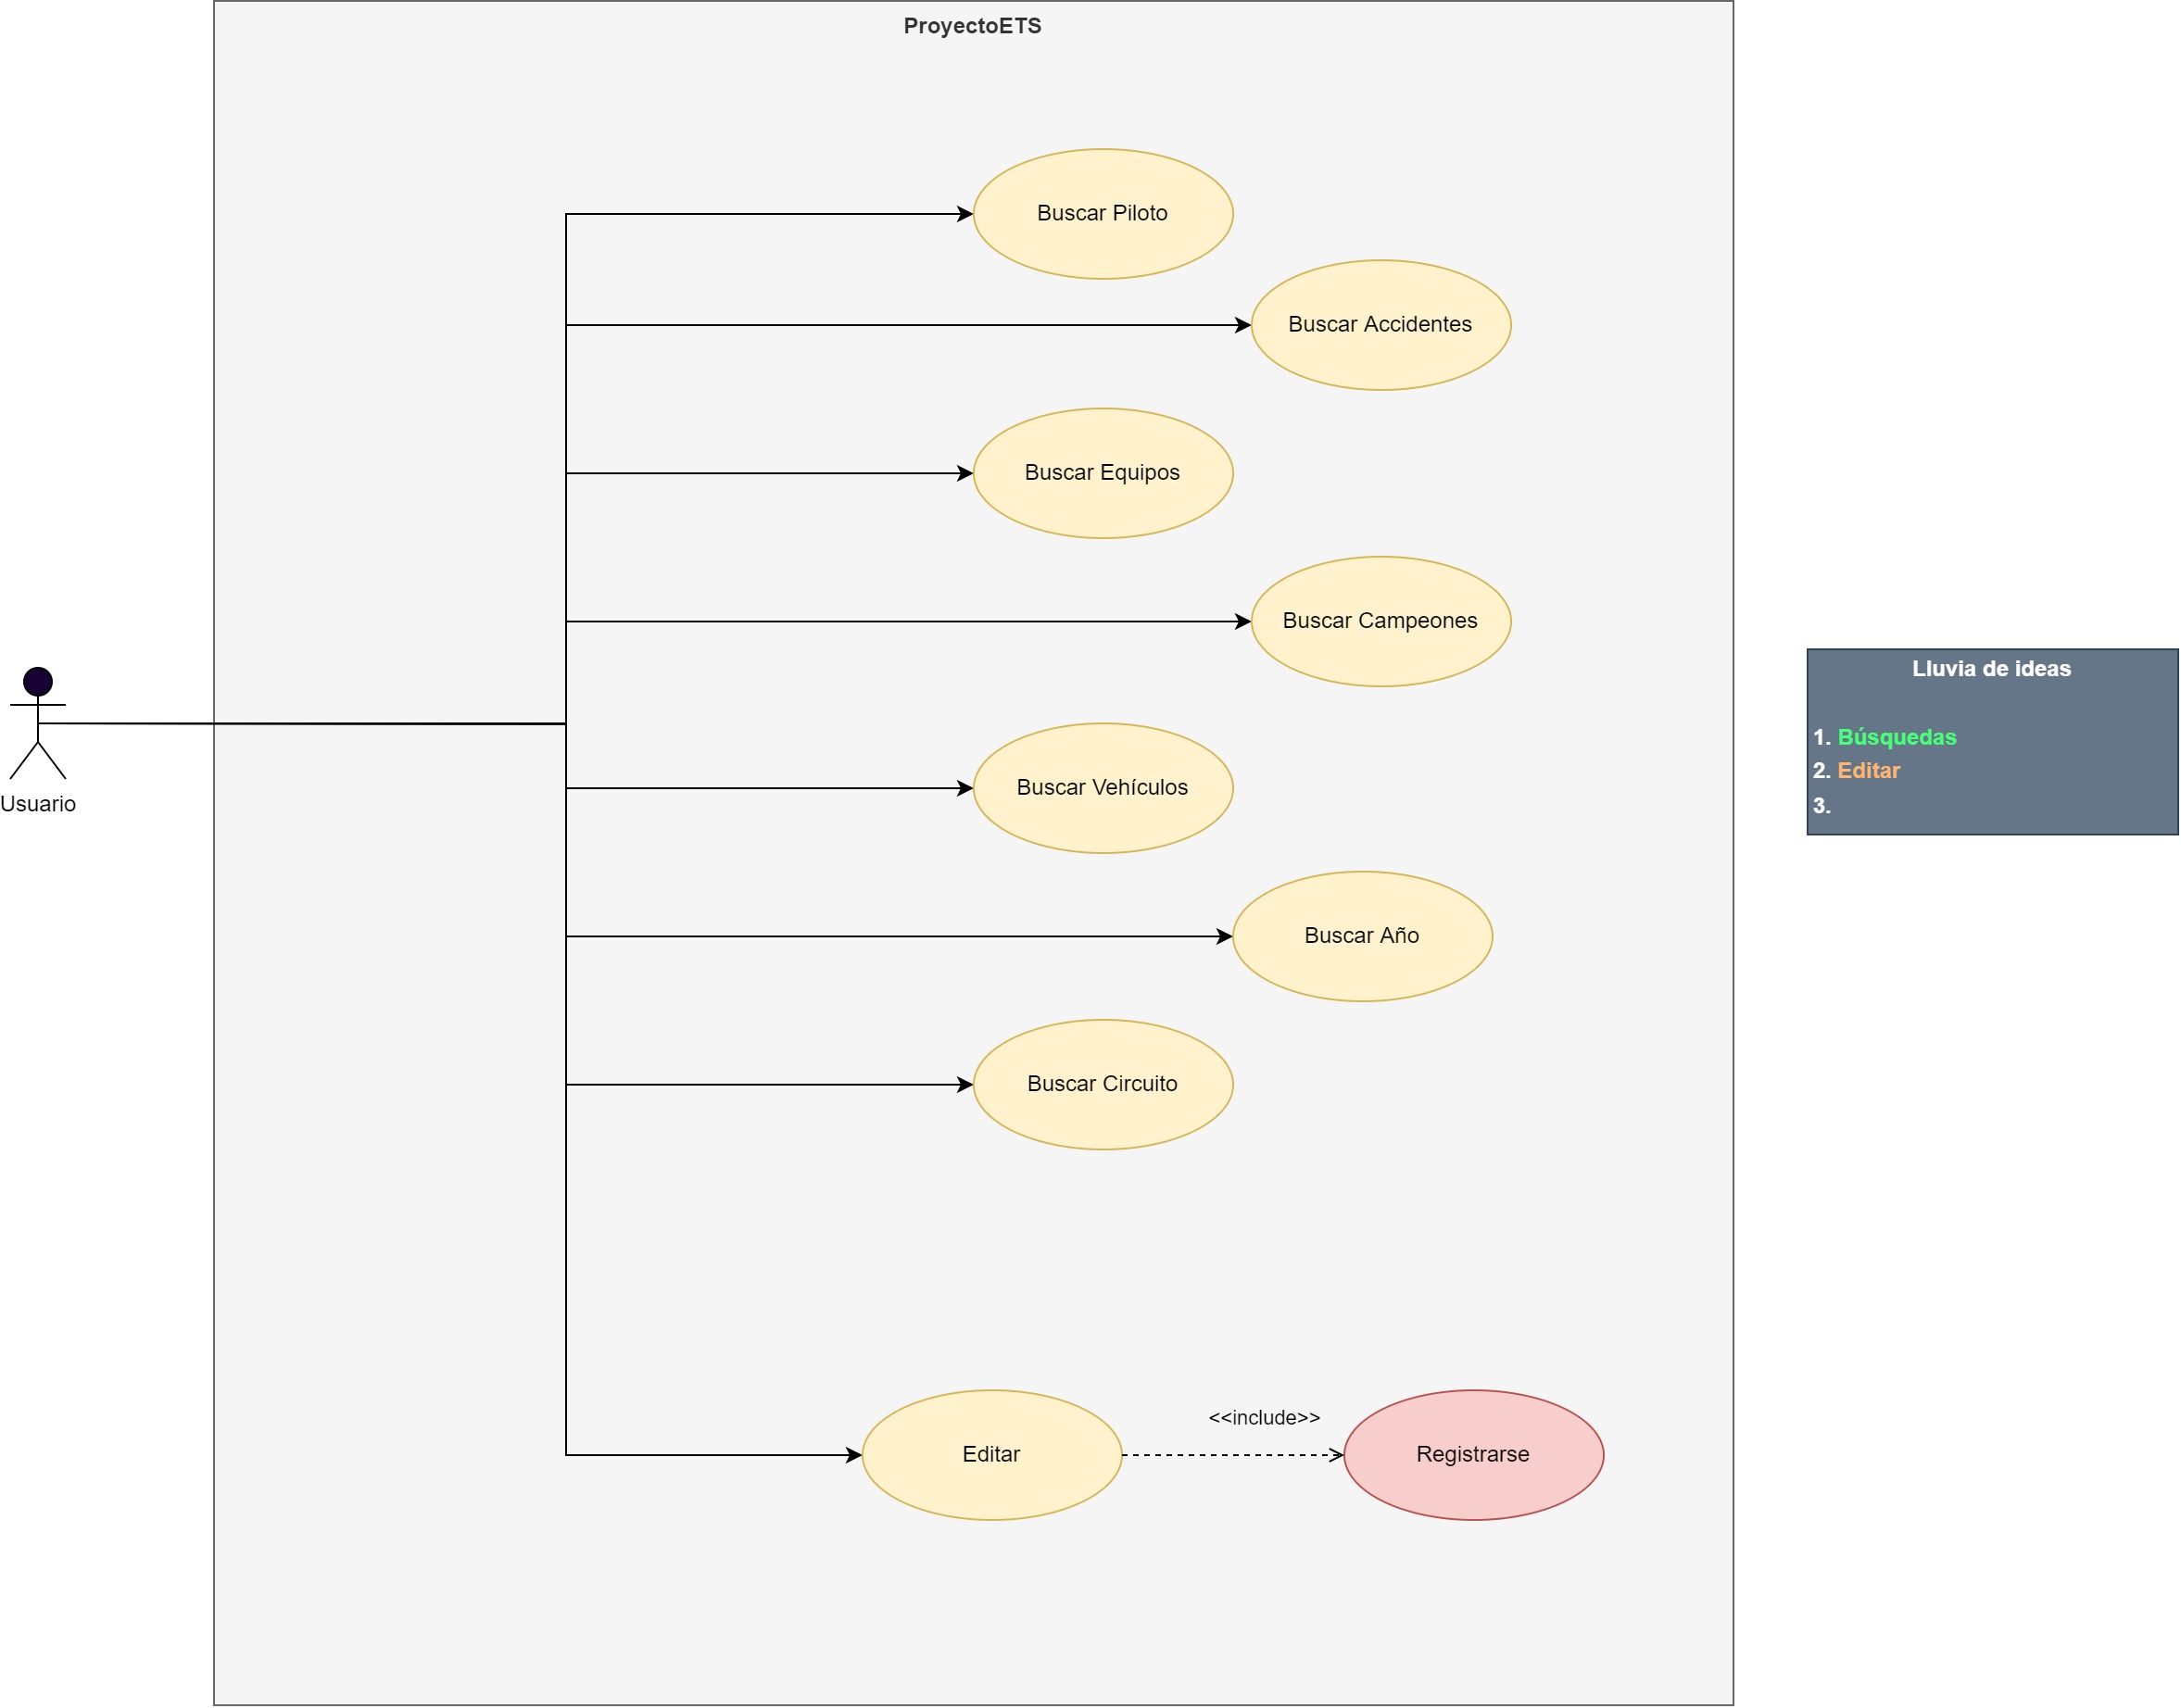 ProyectoETS
Buscar Piloto
Buscar Accidentes
Buscar Equipos
Buscar Campeones
Usuario
Buscar Vehículos
Buscar Año
Buscar Circuito
Editar
<<include>>
Registrarse
Lluvia de ideas
1. Búsquedas
2. Editar
3.